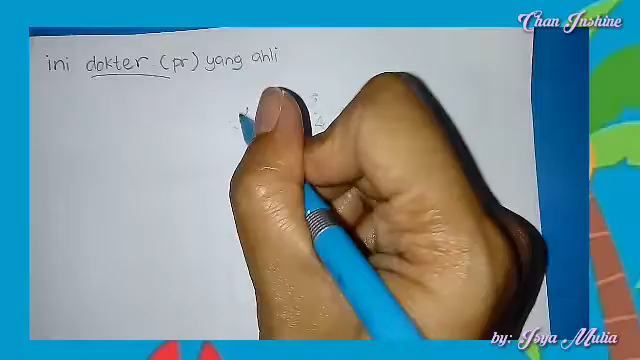 Chan Inshine
ini dokter (pr) yang ahli
by: Isya Mulia